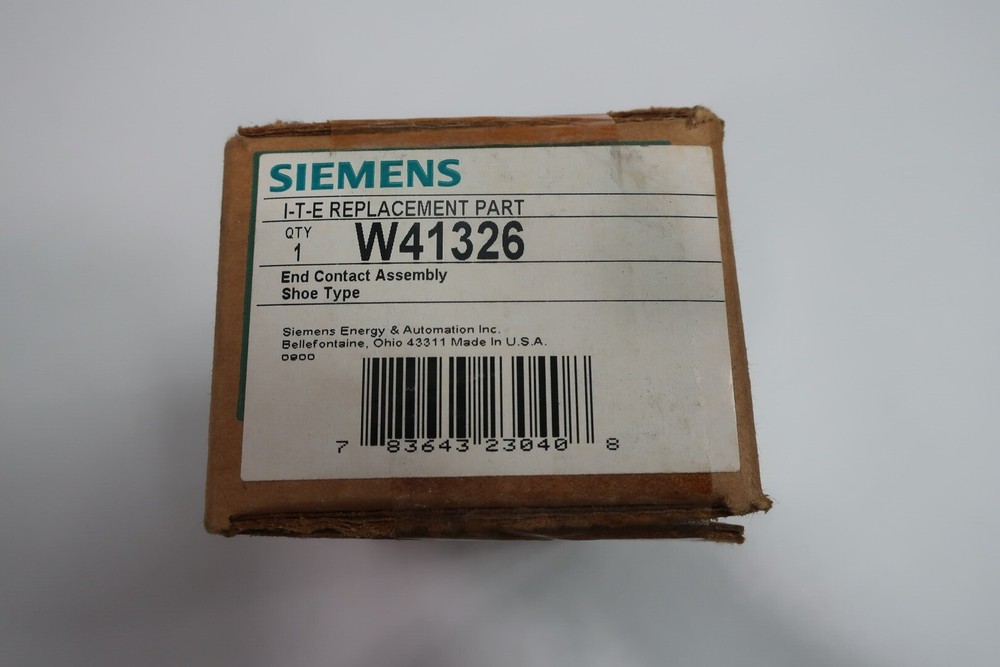 SIEMENS
I-T-E REPLACEMENT PART
QTY
1
W41326
End Contact Assembly
Shoe Type
Siemens Energy & Automation Inc.
Bellefontaine, Ohio 43311 Made In U.S.A.
0900
7 83643 23040 8